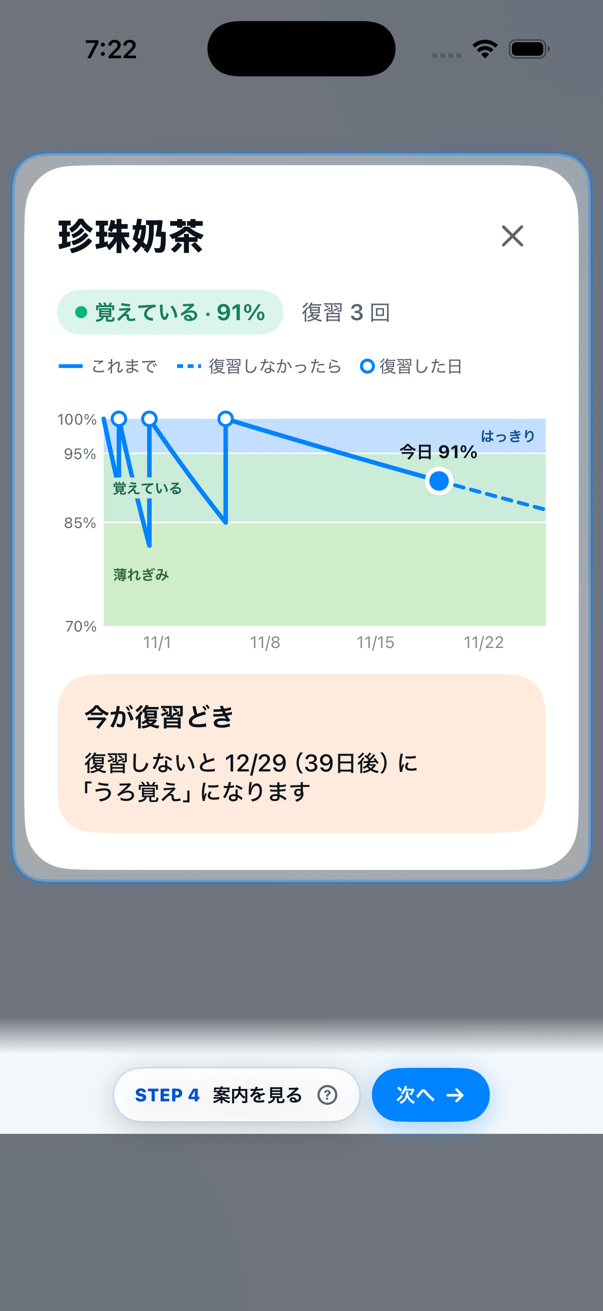 7:22
珍珠奶茶
覚えている · 91%
復習 3 回
これまで
復習しなかったら
復習した日
100%
95%
85%
70%
はっきり
今日 91%
覚えている
薄れぎみ
11/1
11/8
11/15
11/22
今が復習どき
復習しないと 12/29（39日後）に
「うろ覚え」になります
STEP 4 案内を見る ?
次へ →